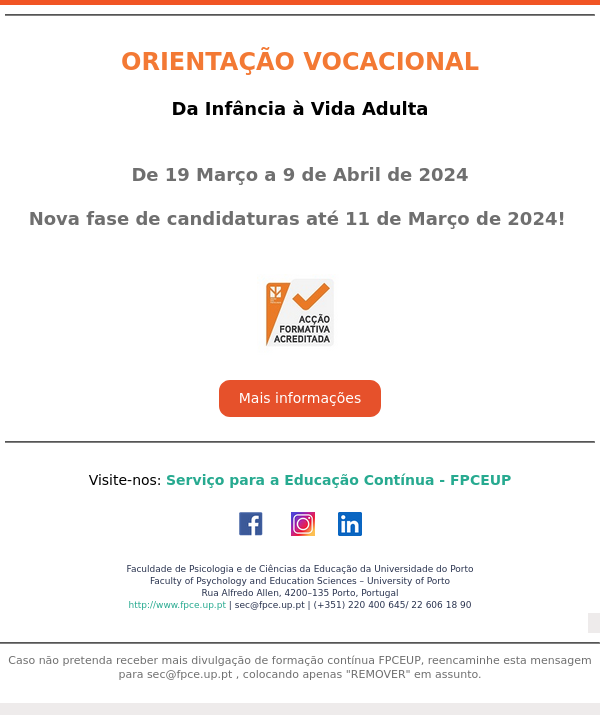 ORIENTAÇÃO VOCACIONAL
Da Infância à Vida Adulta
De 19 Março a 9 de Abril de 2024
Nova fase de candidaturas até 11 de Março de 2024!
ACÇÃO
FORMATIVA
ACREDITADA
Mais informações
Visite-nos: Serviço para a Educação Contínua - FPCEUP
Faculdade de Psicologia e de Ciências da Educação da Universidade do Porto
Faculty of Psychology and Education Sciences – University of Porto
Rua Alfredo Allen, 4200–135 Porto, Portugal
http://www.fpce.up.pt | sec@fpce.up.pt | (+351) 220 400 645/ 22 606 18 90
Caso não pretenda receber mais divulgação de formação contínua FPCEUP, reencaminhe esta mensagem
para sec@fpce.up.pt , colocando apenas "REMOVER" em assunto.